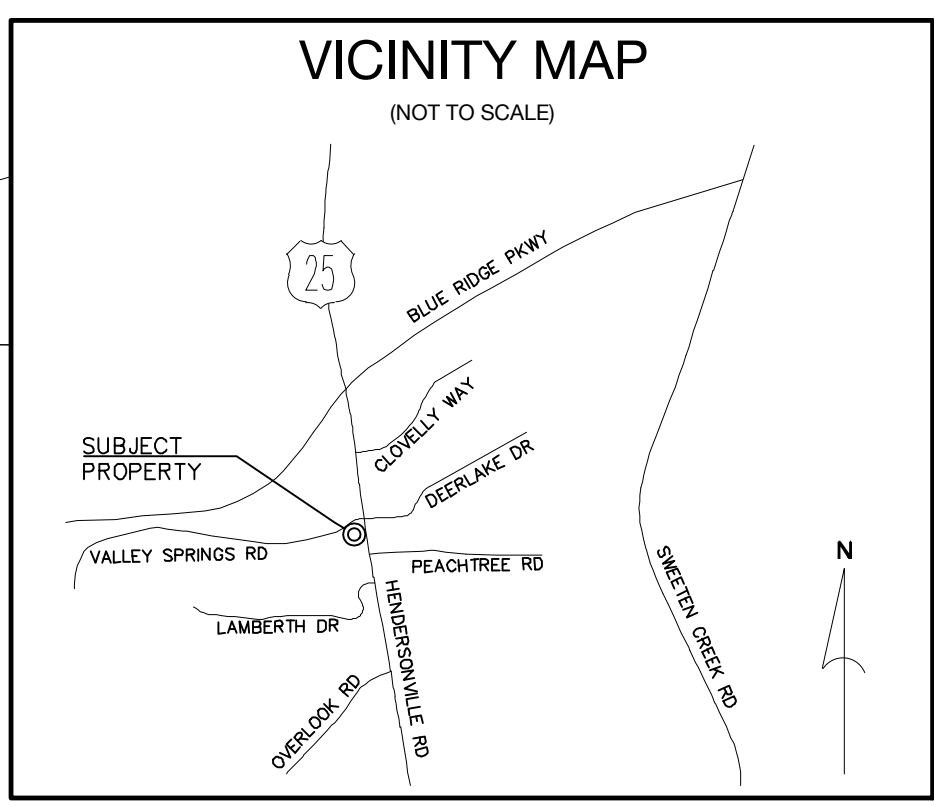 VICINITY MAP
(NOT TO SCALE)
25
BLUE RIDGE PKWY
CLOVELLY WAY
SUBJECT
PROPERTY
DEERLAKE DR
VALLEY SPRINGS RD
PEACHTREE RD
N
LAMBERTH DR
HENDERSONVILLE RD
SWEETEN CREEK RD
OVERLOOK RD